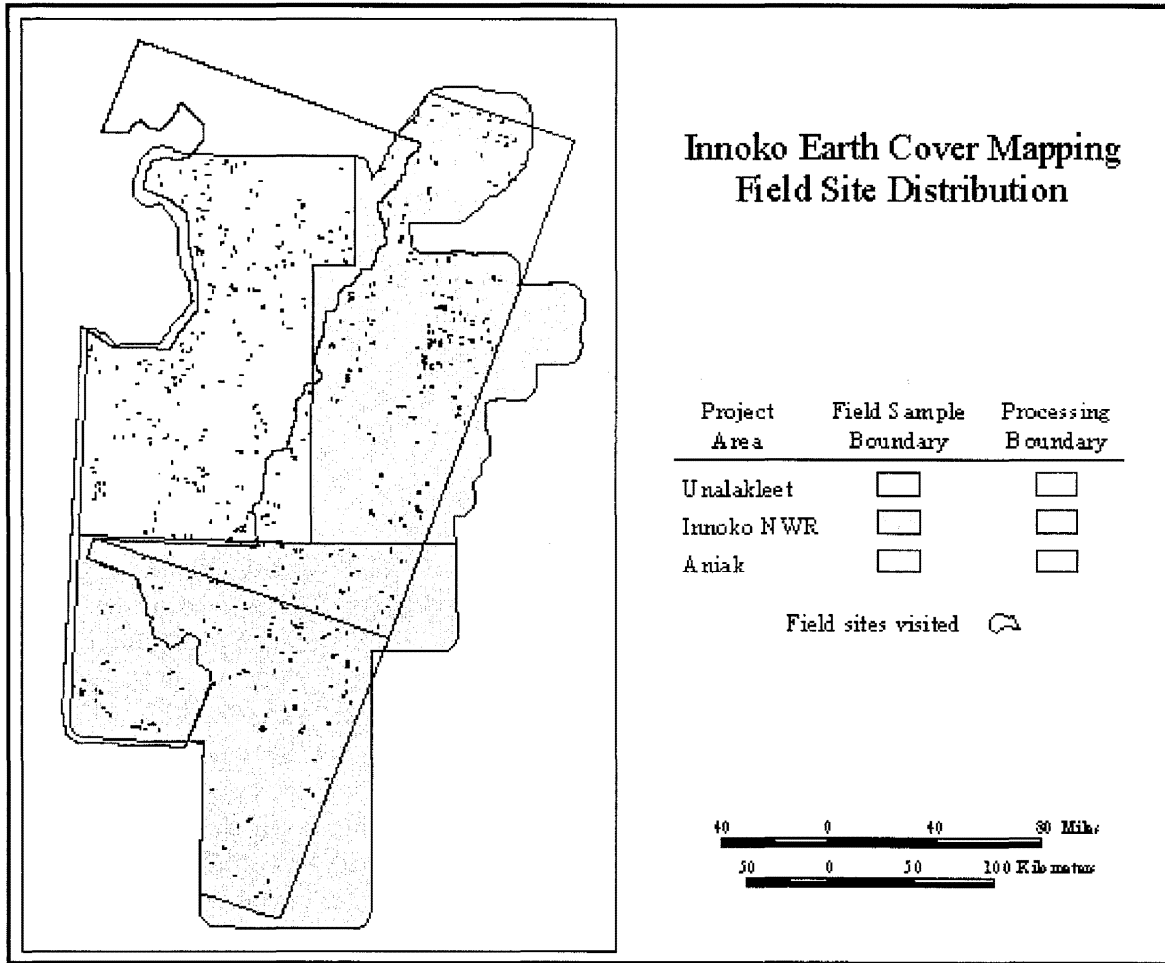 Innoko Earth Cover Mapping
Field Site Distribution
Project Area Field Sample Boundary Processing Boundary
Unalakleet
Innoko NWR
Aniak
Field sites visited
40 0 40 80 Miles
50 0 50 100 Kilometers